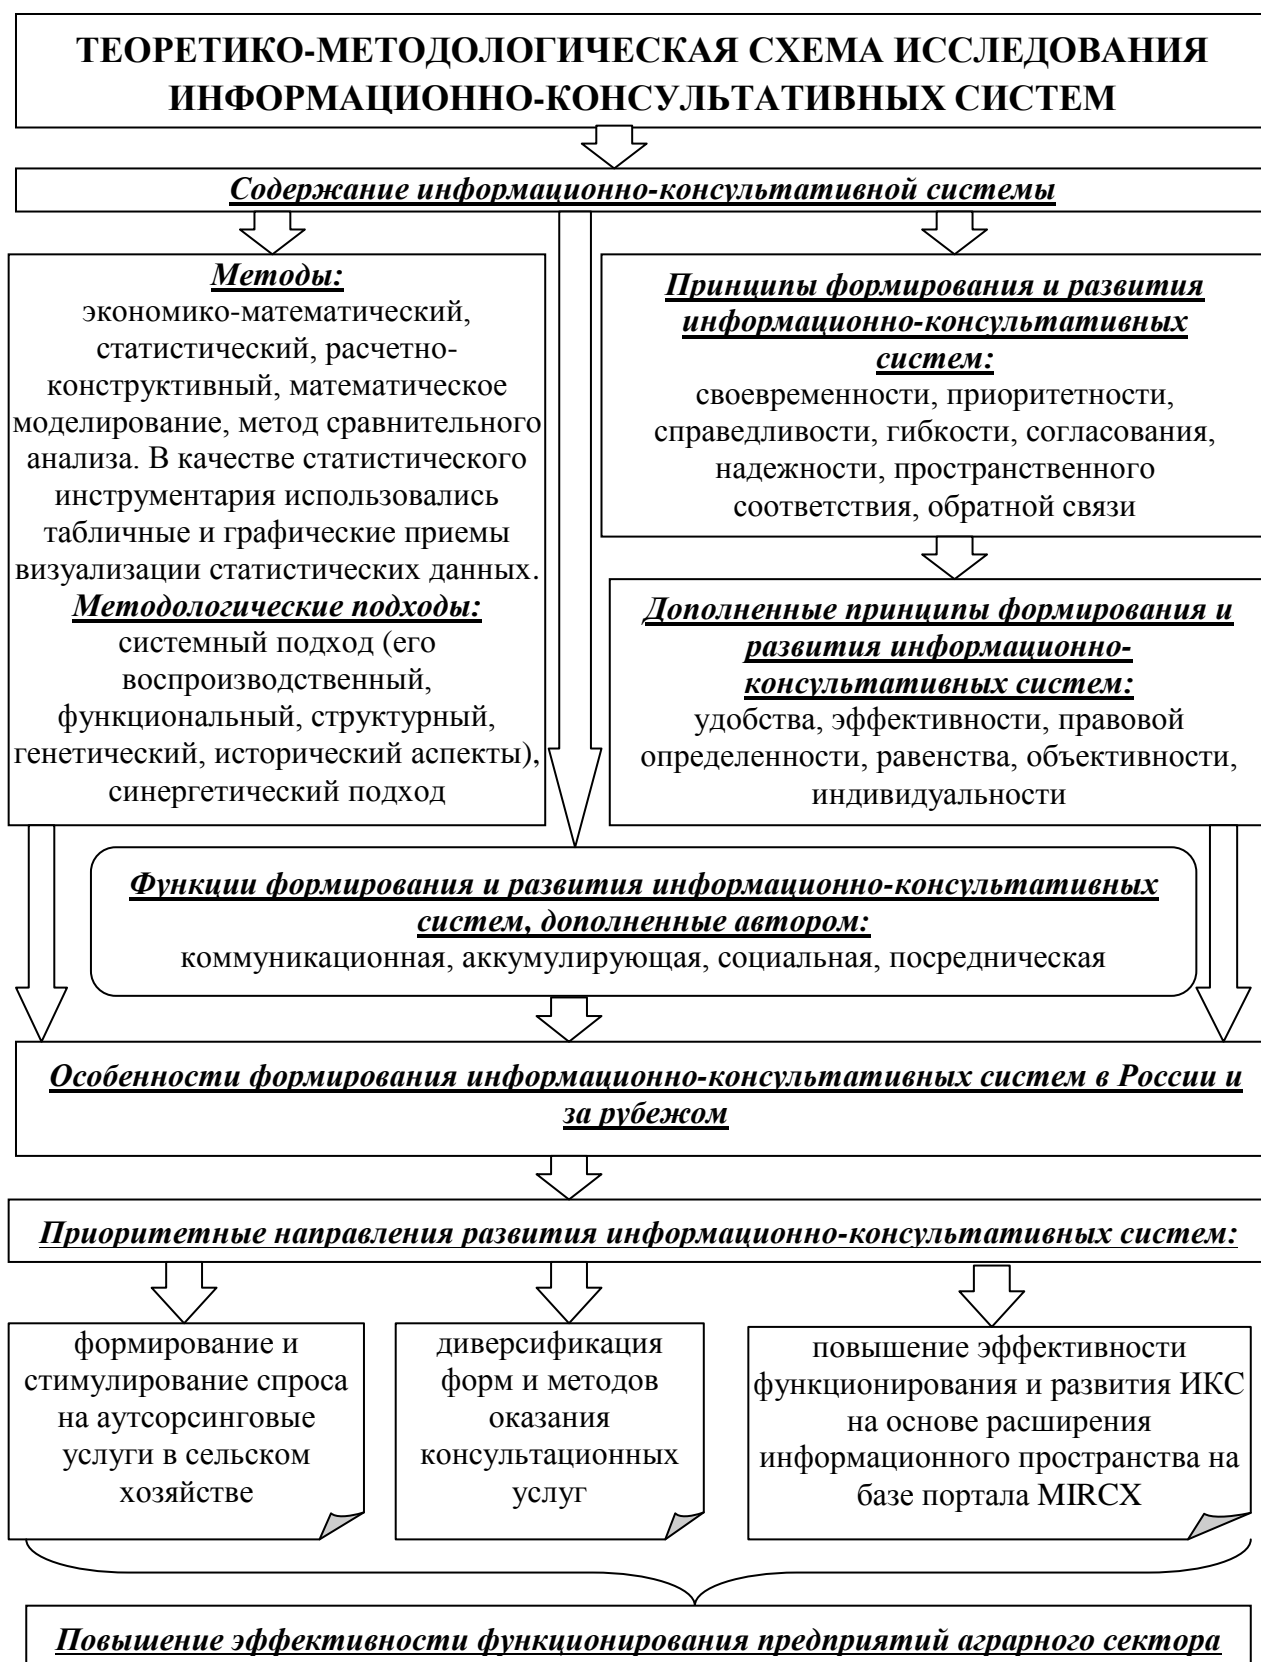 ТЕОРЕТИКО-МЕТОДОЛОГИЧЕСКАЯ СХЕМА ИССЛЕДОВАНИЯ
ИНФОРМАЦИОННО-КОНСУЛЬТАТИВНЫХ СИСТЕМ
Содержание информационно-консультативной системы
Методы:
экономико-математический,
статистический, расчетно-
конструктивный, математическое
моделирование, метод сравнительного
анализа. В качестве статистического
инструментария использовались
табличные и графические приемы
визуализации статистических данных.
Методологические подходы:
системный подход (его
воспроизводственный,
функциональный, структурный,
генетический, исторический аспекты),
синергетический подход
Принципы формирования и развития
информационно-консультативных
систем:
своевременности, приоритетности,
справедливости, гибкости, согласования,
надежности, пространственного
соответствия, обратной связи
Дополненные принципы формирования и
развития информационно-
консультативных систем:
удобства, эффективности, правовой
определенности, равенства, объективности,
индивидуальности
Функции формирования и развития информационно-консультативных
систем, дополненные автором:
коммуникационная, аккумулирующая, социальная, посредническая
Особенности формирования информационно-консультативных систем в России и
за рубежом
Приоритетные направления развития информационно-консультативных систем:
формирование и
стимулирование спроса
на аутсорсинговые
услуги в сельском
хозяйстве
диверсификация
форм и методов
оказания
консультационных
услуг
повышение эффективности
функционирования и развития ИКС
на основе расширения
информационного пространства на
базе портала MIRCX
Повышение эффективности функционирования предприятий аграрного сектора